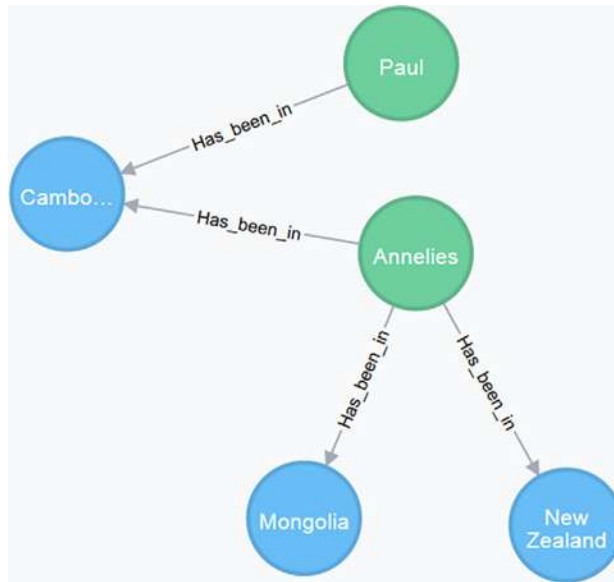 Paul
Has_been_in
Cambo...
Has_been_in
Annelies
Has_been_in
Has_been_in
Mongolia
New
Zealand